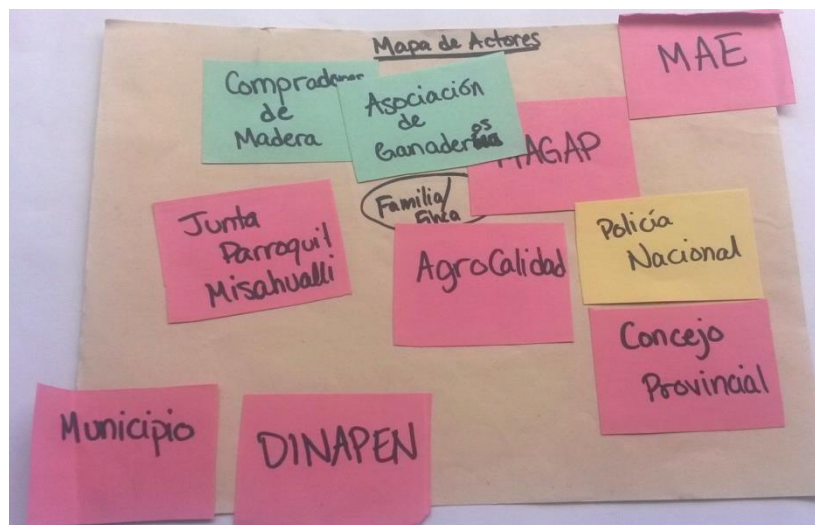 Mapa de Actores
MAE
Compradores
de
Madera
Asociación
de
Ganaderos
MAGAP
Familia/
Finca
Junta
Parroquil
Misahualli
AgroCalidad
Policía
Nacional
Concejo
Provincial
Municipio
DINAPEN